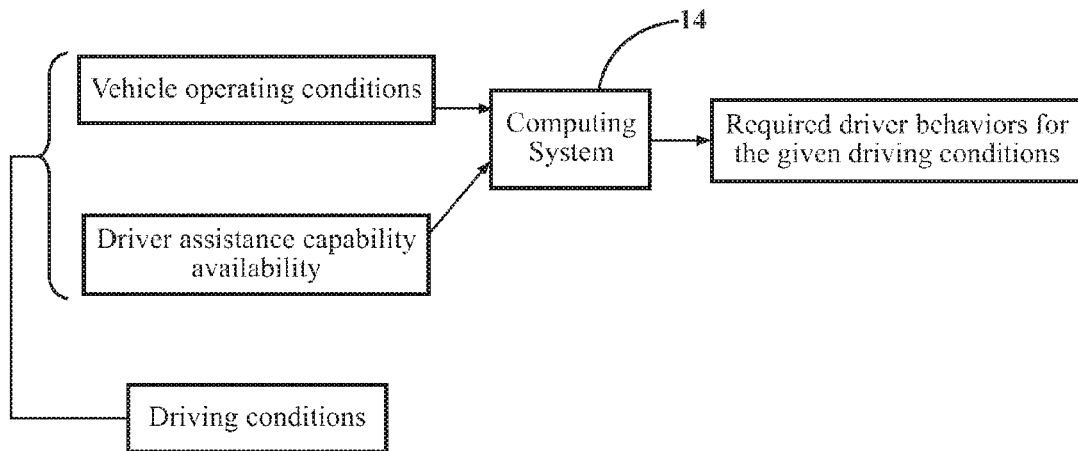 14
Vehicle operating conditions
Computing
System
Required driver behaviors for
the given driving conditions
Driver assistance capability
availability
Driving conditions